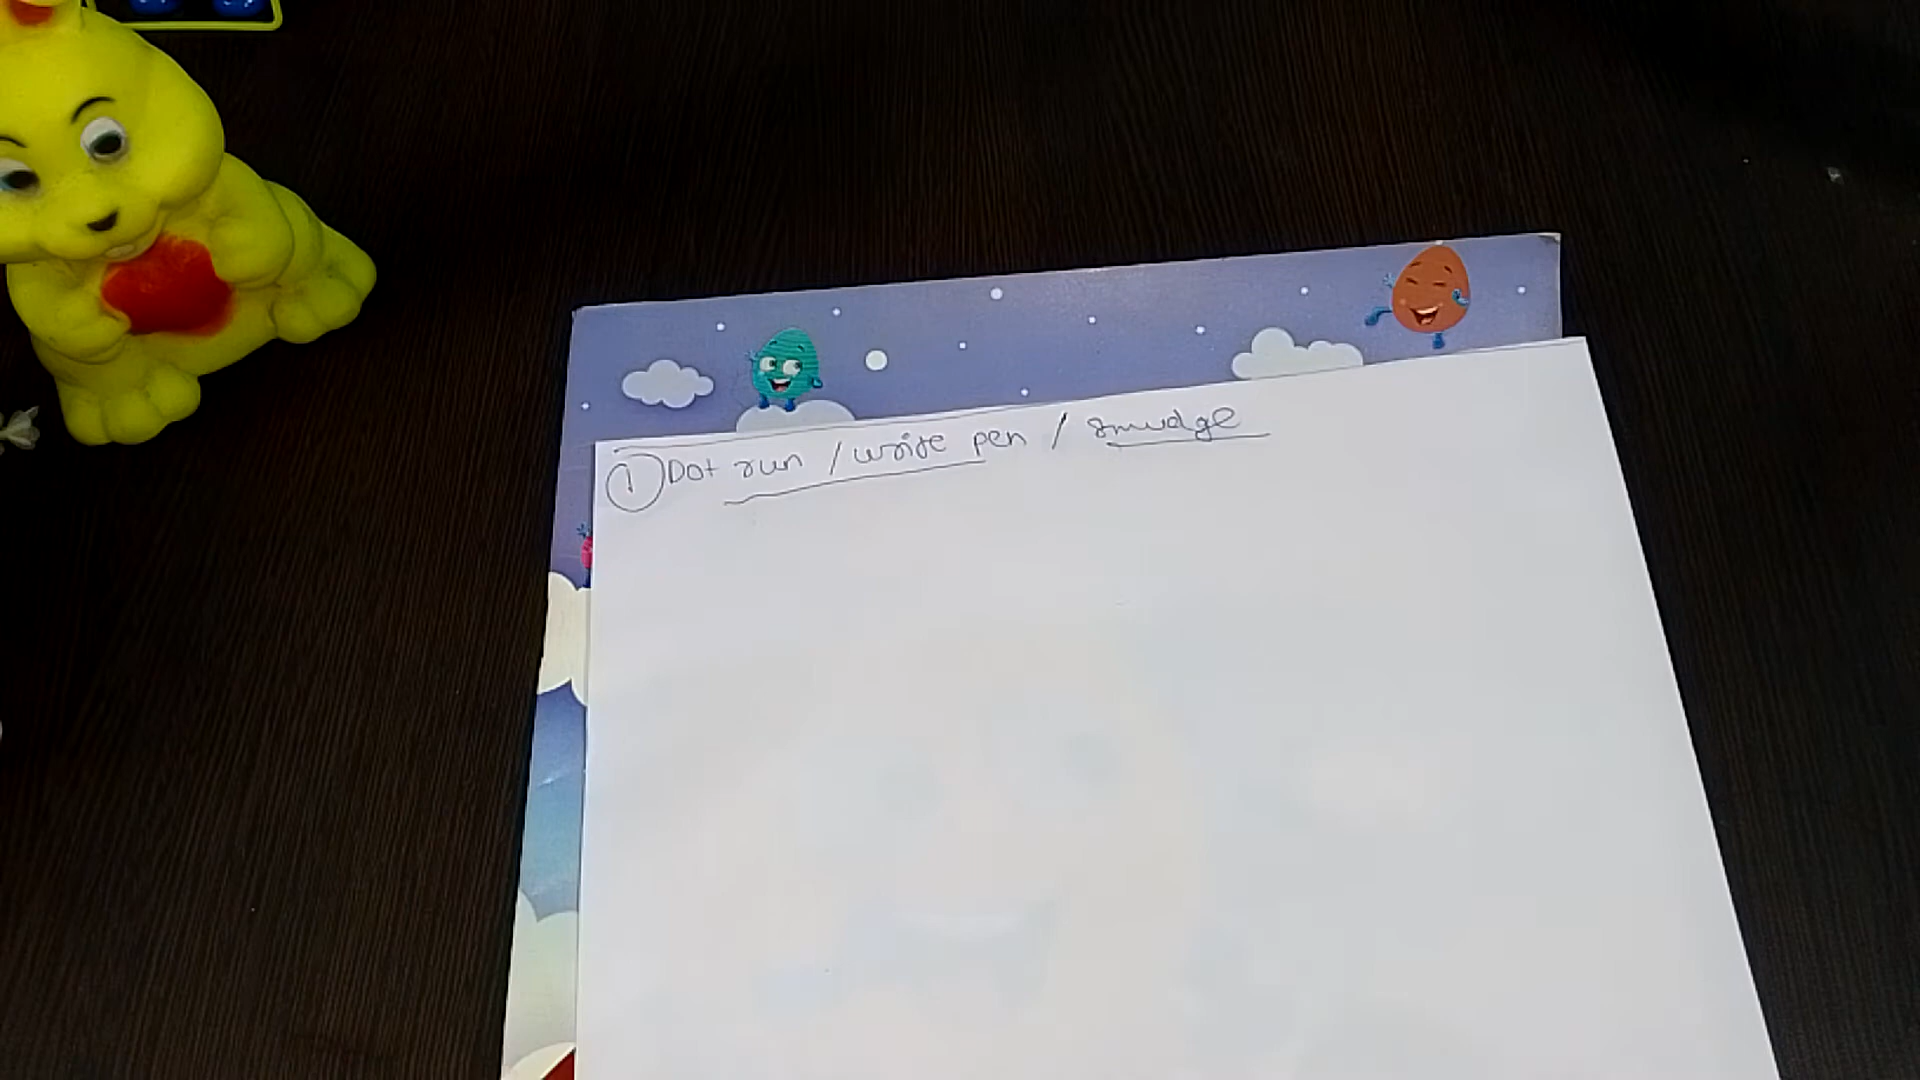 ① Dot run / write pen / smudge